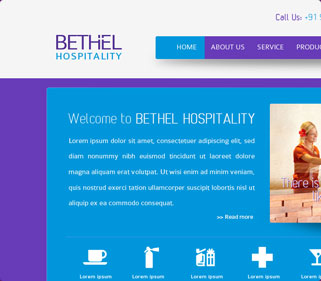 Call Us: +91
BETHEL
HOSPITALITY
HOME ABOUT US SERVICE
Welcome to BETHEL HOSPITALITY
Lorem ipsum dolor sit amet, consectetuer adipiscing elit, sed
diam nonummy nibh euismod tincidunt ut laoreet dolore
magna aliquam erat volutpat. Ut wisi enim ad minim veniam,
quis nostrud exerci tation ullamcorper suscipit lobortis nisl ut
aliquip ex ea commodo consequat.
>> Read more
There is
Lorem ipsum Lorem ipsum Lorem ipsum Lorem ipsum